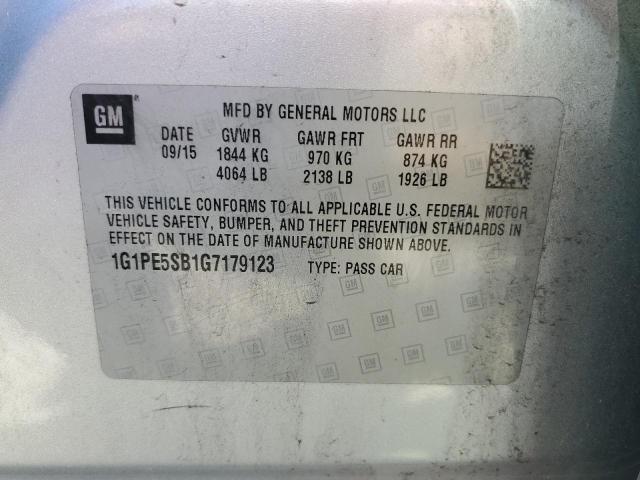 GM
MFD BY GENERAL MOTORS LLC
DATE GVWR GAWR FRT GAWR RR
09/15 1844 KG 970 KG 874 KG
4064 LB 2138 LB 1926 LB
THIS VEHICLE CONFORMS TO ALL APPLICABLE U.S. FEDERAL MOTOR
VEHICLE SAFETY, BUMPER, AND THEFT PREVENTION STANDARDS IN
EFFECT ON THE DATE OF MANUFACTURE SHOWN ABOVE.
1G1PE5SB1G7179123 TYPE: PASS CAR